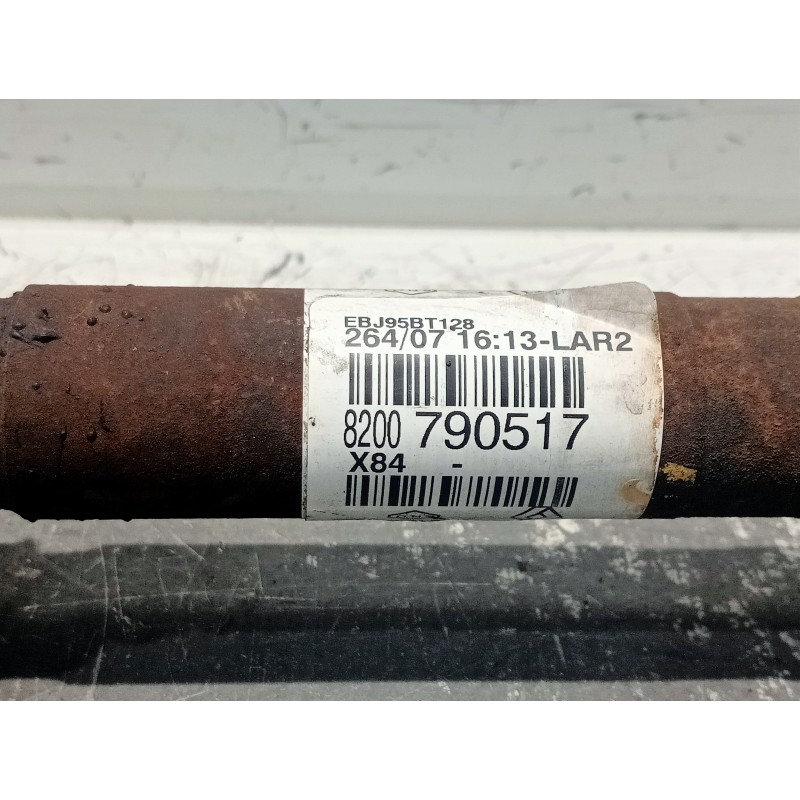 EBJ95BT128
264/07 16:13-LAR2
8200 790517
X84 -